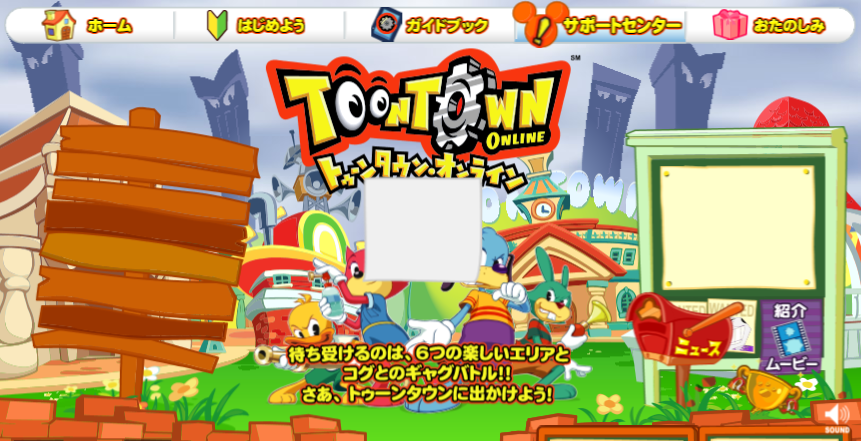 ホーム
はじめよう
ガイドブック
サポートセンター
おたのしみ
TOONTOWN
ONLINE
SM
トゥーンタウン・オンライン
待ち受けるのは、6つの楽しいエリアと
コグとのギャグバトル!!
さあ、トゥーンタウンに出かけよう!
紹介
ムービー
ニュース
SOUND